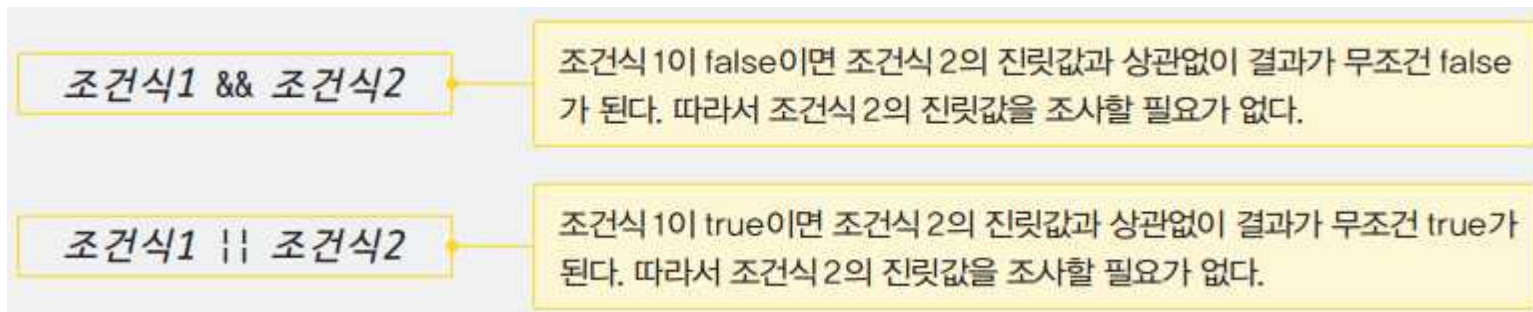 조건식1 && 조건식2
조건식 1이 false이면 조건식 2의 진릿값과 상관없이 결과가 무조건 false
가 된다. 따라서 조건식 2의 진릿값을 조사할 필요가 없다.
조건식1 || 조건식2
조건식 1이 true이면 조건식 2의 진릿값과 상관없이 결과가 무조건 true가
된다. 따라서 조건식 2의 진릿값을 조사할 필요가 없다.